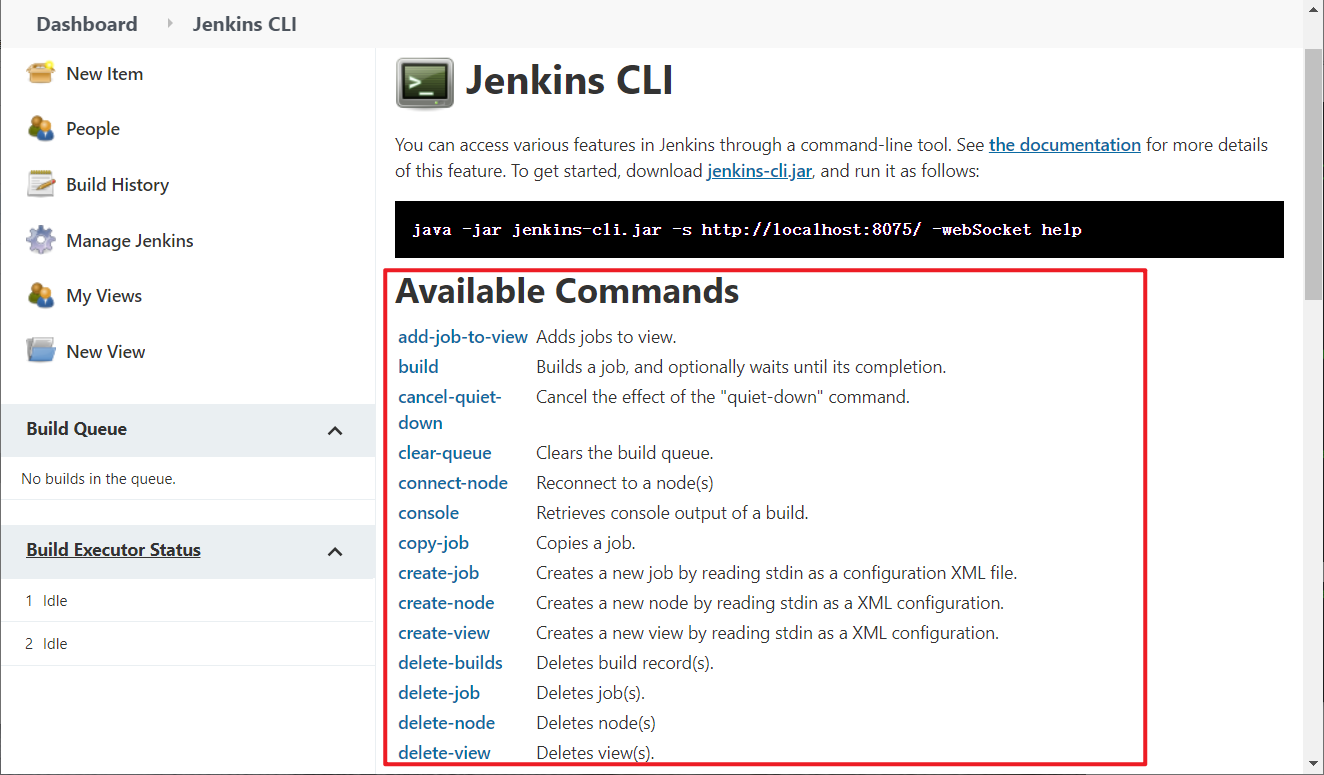 Dashboard Jenkins CLI
New Item
People
Build History
Manage Jenkins
My Views
New View
Build Queue
No builds in the queue.
Build Executor Status
1 Idle
2 Idle
Jenkins CLI
You can access various features in Jenkins through a command-line tool. See the documentation for more details
of this feature. To get started, download jenkins-cli.jar, and run it as follows:
java -jar jenkins-cli.jar -s http://localhost:8075/ -webSocket help
Available Commands
add-job-to-view Adds jobs to view.
build Builds a job, and optionally waits until its completion.
cancel-quiet- Cancel the effect of the "quiet-down" command.
down
clear-queue Clears the build queue.
connect-node Reconnect to a node(s)
console Retrieves console output of a build.
copy-job Copies a job.
create-job Creates a new job by reading stdin as a configuration XML file.
create-node Creates a new node by reading stdin as a XML configuration.
create-view Creates a new view by reading stdin as a XML configuration.
delete-builds Deletes build record(s).
delete-job Deletes job(s).
delete-node Deletes node(s)
delete-view Deletes view(s).